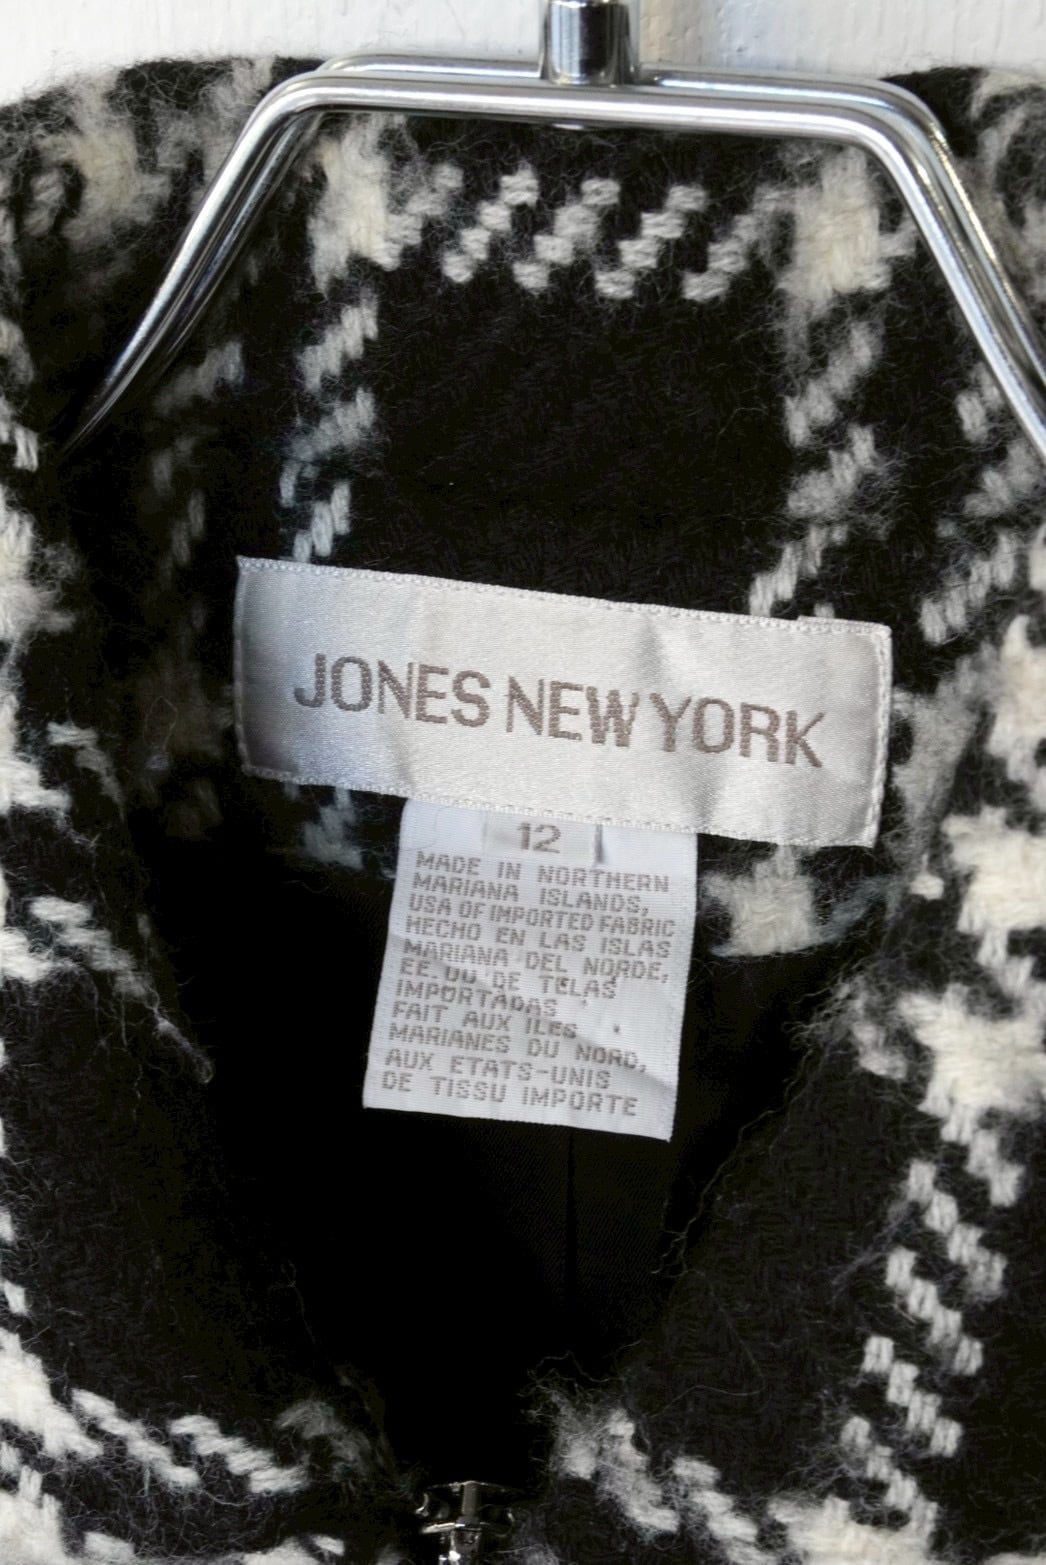 JONES NEW YORK
12
MADE IN NORTHERN
MARIANA ISLANDS,
USA OF IMPORTED FABRIC
HECHO EN LAS ISLAS
MARIANA DEL NORDE,
EE.UU DE TELAS
IMPORTADAS
FAIT AUX ILES
MARIANES DU NORD,
AUX ETATS-UNIS
DE TISSU IMPORTE